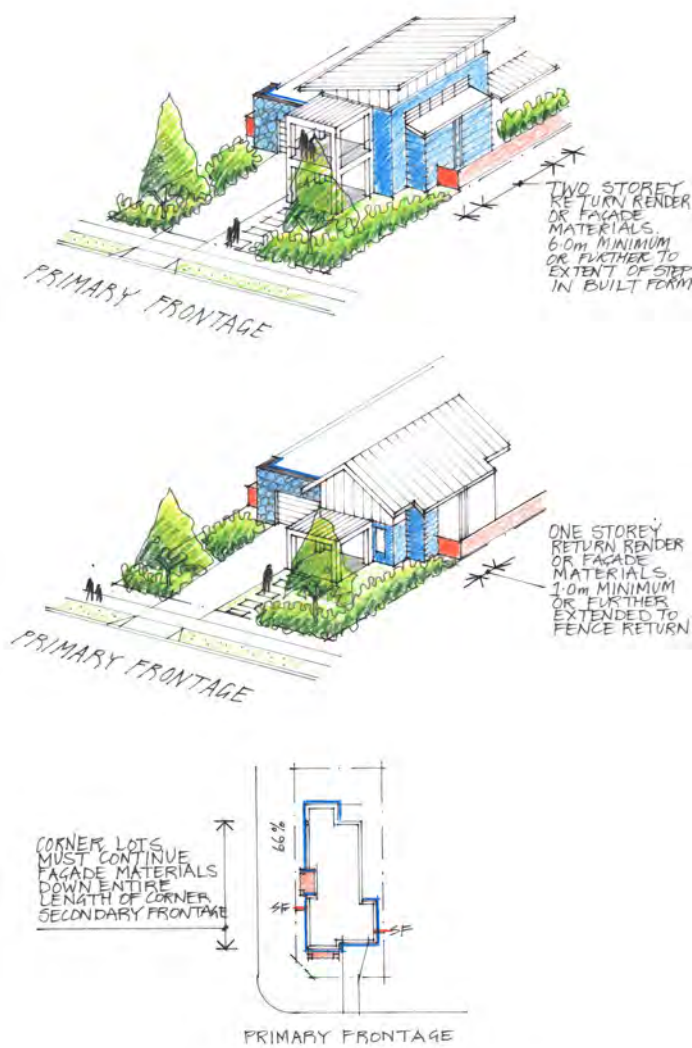 TWO STOREY
RETURN RENDER
OR FAÇADE
MATERIALS.
6.0m MINIMUM
OR FURTHER TO
EXTENT OF STEP
IN BUILT FORM
PRIMARY FRONTAGE
ONE STOREY
RETURN RENDER
OR FACADE
MATERIALS.
1.0m MINIMUM
OR FURTHER
EXTENDED TO
FENCE RETURN
PRIMARY FRONTAGE
CORNER LOTS
MUST CONTINUE
FAÇADE MATERIALS
DOWN ENTIRE
LENGTH OF CORNER
SECONDARY FRONTAGE
66%
SF
SF
PRIMARY FRONTAGE